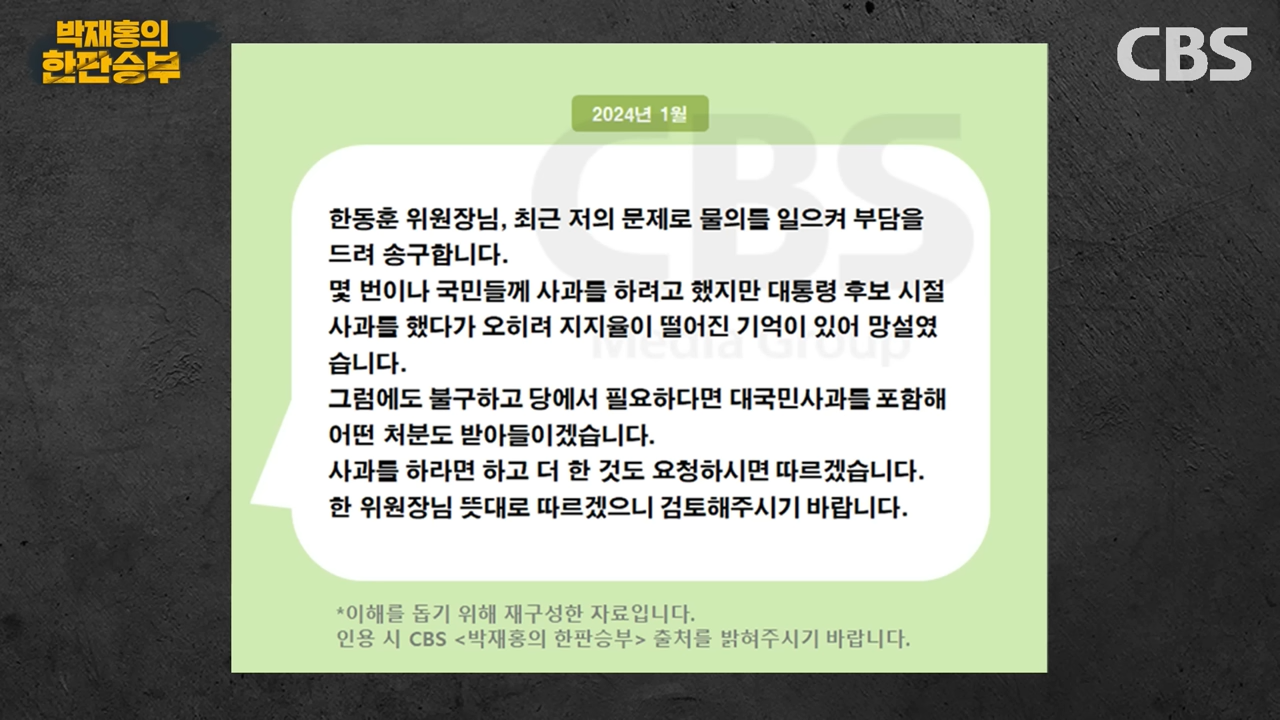 박재홍의
한판승부
CBS
2024년 1월
CBS
Media Group
한동훈 위원장님, 최근 저의 문제로 물의틀 일으켜 부담을
드려 송구합니다.
몇 번이나 국민들께 사과틀 하려고 했지만 대통령 후보 시절
사과틀 했다가 오히려 지지율이 떨어진 기억이 있어 망설였
습니다.
그럼에도 불구하고 당에서 필요하다면 대국민사과틀 포함해
어떤 처분도 받아들이겠습니다.
사과틀 하라면 하고 더 한 것도 요청하시면 따르겠습니다.
한 위원장님 뜻대로 따르겠으니 검토해주시기 바랍니다.
*이해를 돕기 위해 재구성한 자료입니다.
인용 시 CBS <박재홍의 한판승부> 출처를 밝혀주시기 바랍니다.